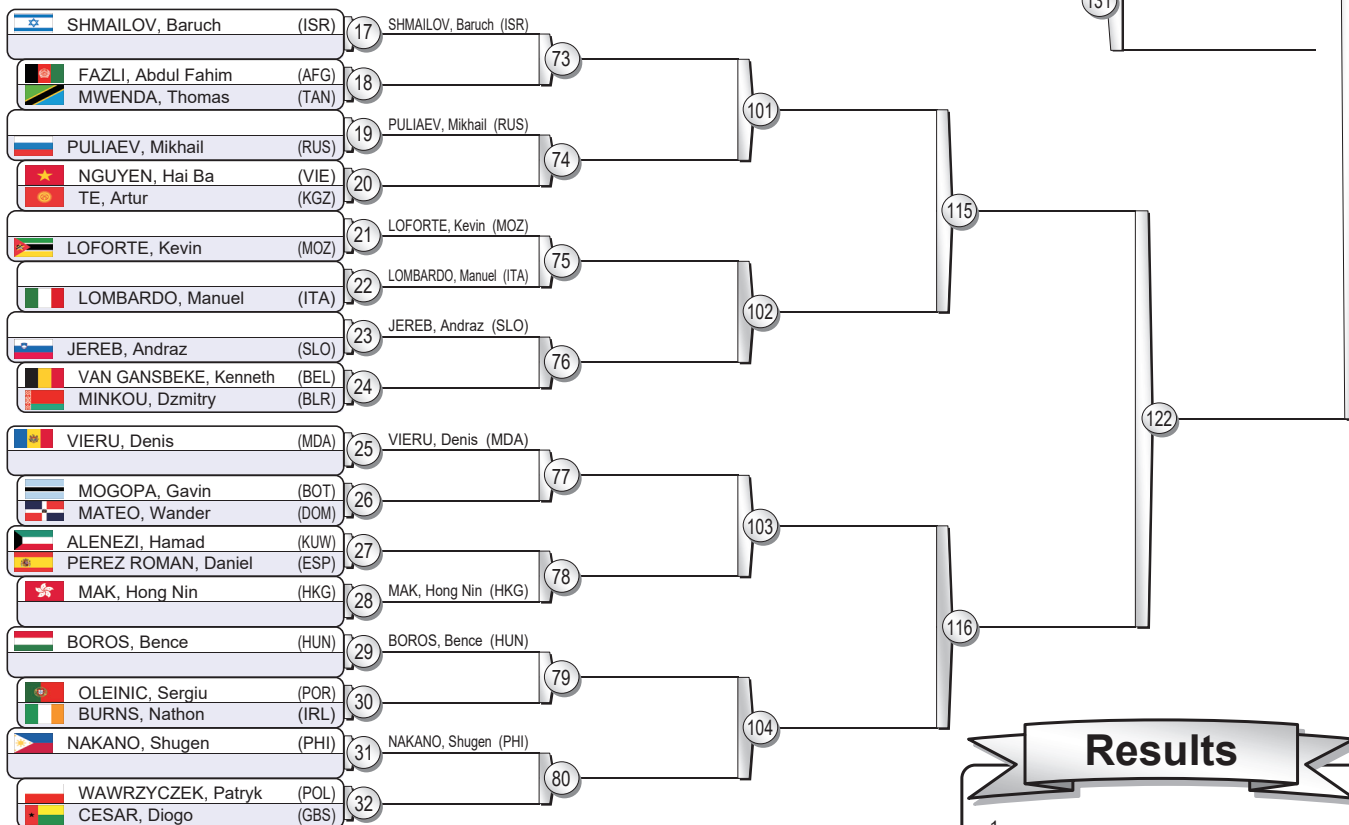 131
SHMAILOV, Baruch (ISR) 17 SHMAILOV, Baruch (ISR)
73
FAZLI, Abdul Fahim (AFG)
18
MWENDA, Thomas (TAN)
101
19 PULIAEV, Mikhail (RUS)
PULIAEV, Mikhail (RUS)
74
NGUYEN, Hai Ba (VIE)
20
TE, Artur (KGZ)
115
21 LOFORTE, Kevin (MOZ)
LOFORTE, Kevin (MOZ)
75
22 LOMBARDO, Manuel (ITA)
LOMBARDO, Manuel (ITA)
102
23 JEREB, Andraz (SLO)
JEREB, Andraz (SLO)
76
VAN GANSBEKE, Kenneth (BEL)
24
MINKOU, Dzmitry (BLR)
122
VIERU, Denis (MDA) 25 VIERU, Denis (MDA)
77
MOGOPA, Gavin (BOT)
26
MATEO, Wander (DOM)
103
ALENEZI, Hamad (KUW)
27
PEREZ ROMAN, Daniel (ESP)
78
MAK, Hong Nin (HKG) 28 MAK, Hong Nin (HKG)
116
BOROS, Bence (HUN) 29 BOROS, Bence (HUN)
79
OLEINIC, Sergiu (POR)
30
BURNS, Nathon (IRL)
104
NAKANO, Shugen (PHI) 31 NAKANO, Shugen (PHI)
80
WAWRZYCZEK, Patryk (POL)
32
CESAR, Diogo (GBS)
Results
1